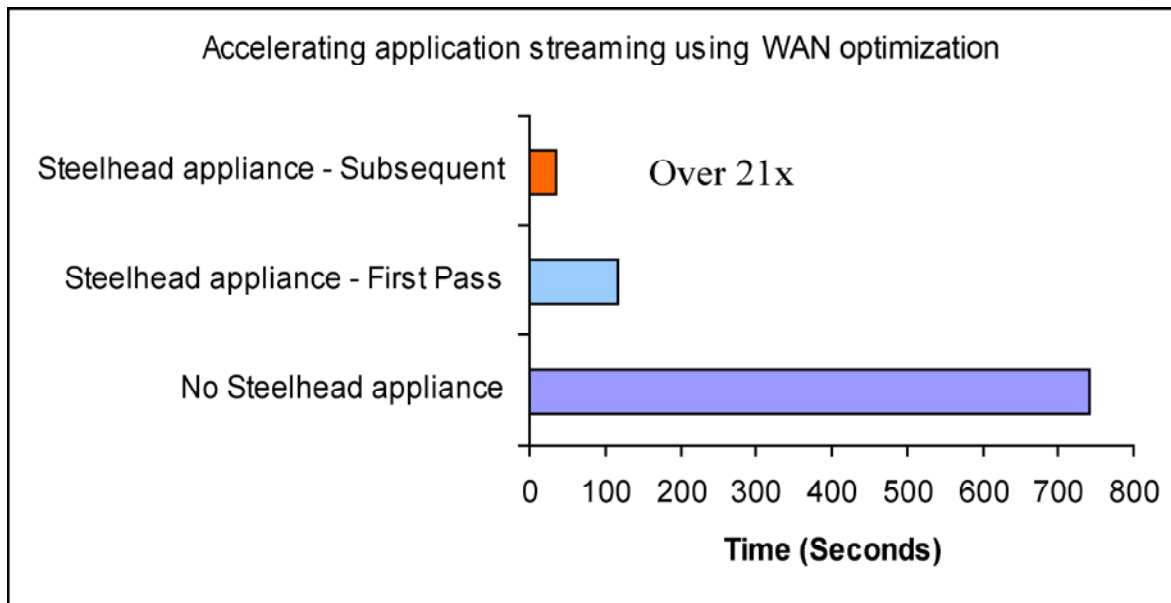 Accelerating application streaming using WAN optimization
Steelhead appliance - Subsequent
Over 21x
Steelhead appliance - First Pass
No Steelhead appliance
0 100 200 300 400 500 600 700 800
Time (Seconds)